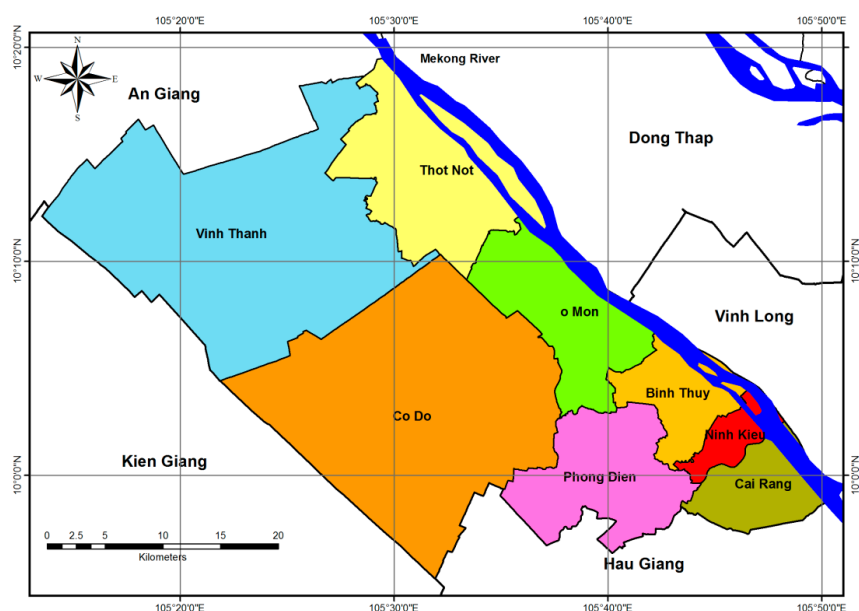 105°20'0"E 105°30'0"E 105°40'0"E 105°50'0"E
10°20'0"N
10°20'0"N
N
W E
S
Mekong River
An Giang
Dong Thap
Thot Not
Vinh Thanh
10°10'0"N
10°10'0"N
o Mon
Vinh Long
Binh Thuy
Co Do
Ninh Kieu
Kien Giang
10°0'0"N
10°0'0"N
Phong Dien
Cai Rang
0 2.5 5 10 15 20
Kilometers
Hau Giang
105°20'0"E 105°30'0"E 105°40'0"E 105°50'0"E